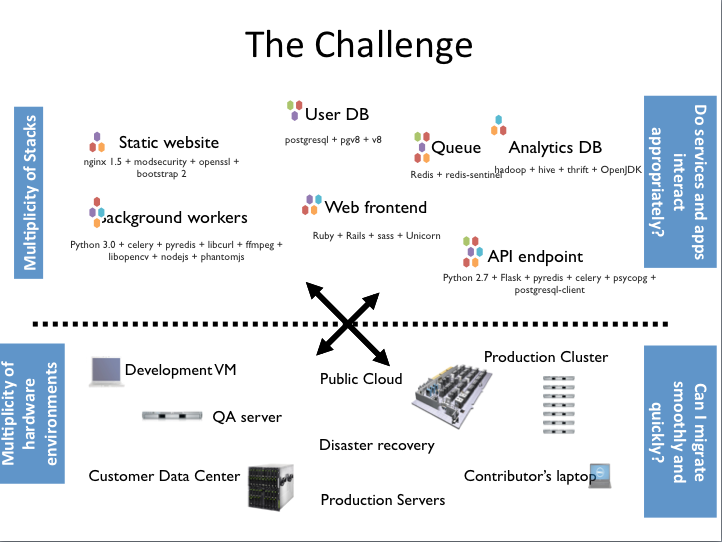 The Challenge
Multiplicity of Stacks
Static website
nginx 1.5 + modsecurity + openssl +
bootstrap 2
User DB
postgresql + pgv8 + v8
Queue
Redis + redis-sentinel
Analytics DB
hadoop + hive + thrift + OpenJDK
Background workers
Python 3.0 + celery + pyredis + libcurl + ffmpeg +
libopencv + nodejs + phantomjs
Web frontend
Ruby + Rails + sass + Unicorn
API endpoint
Python 2.7 + Flask + pyredis + celery + psycopg +
postgresql-client
Do services and apps
interact
appropriately?
Multiplicity of
hardware
environments
Development VM
QA server
Customer Data Center
Public Cloud
Disaster recovery
Production Servers
Production Cluster
Contributor's laptop
Can I migrate
smoothly and
quickly?